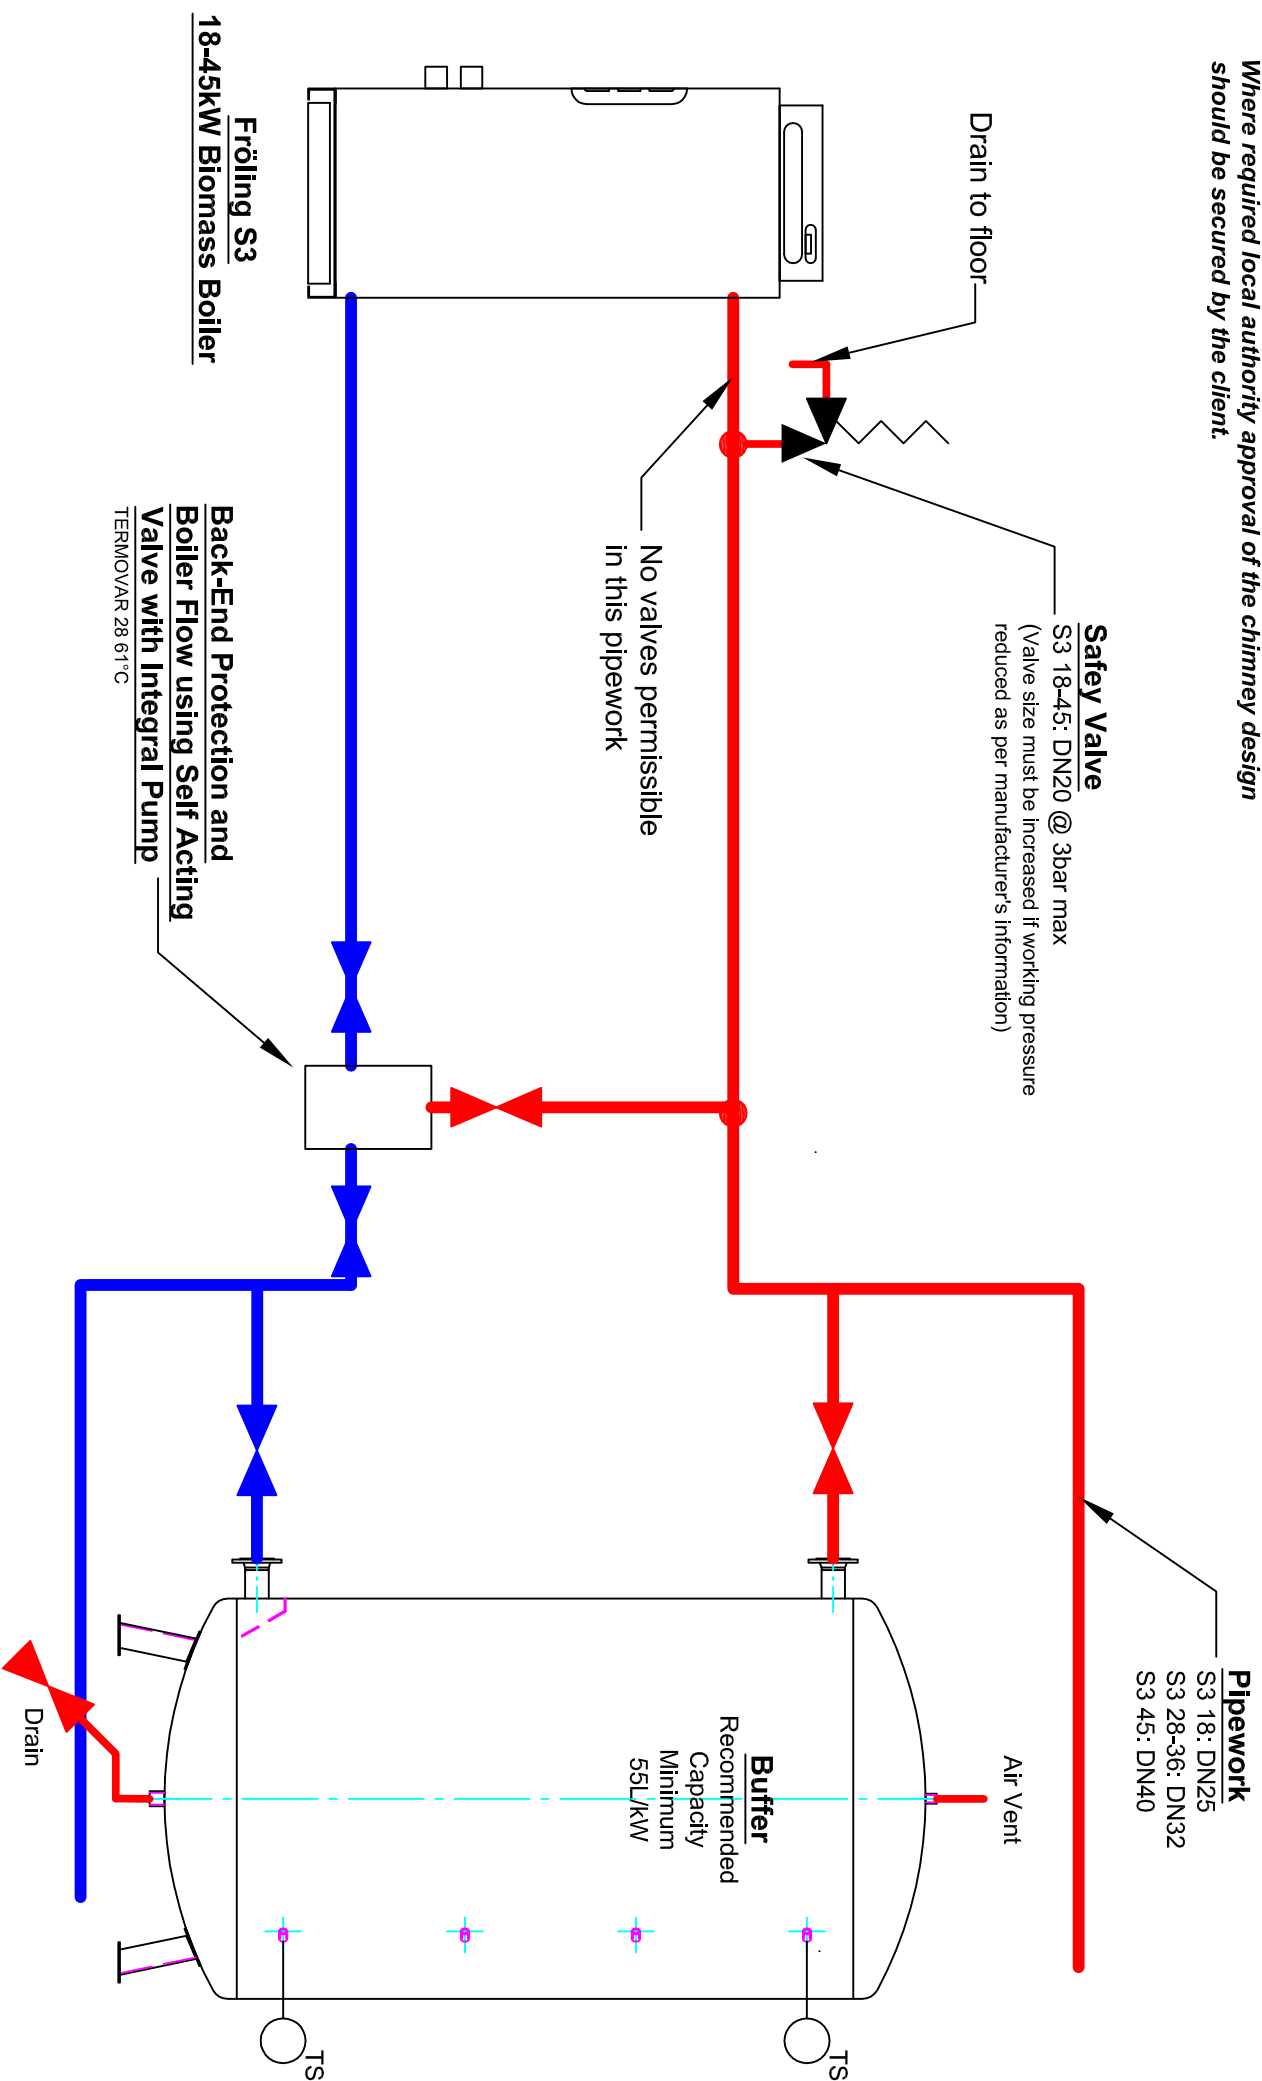 Where required local authority approval of the chimney design
should be secured by the client.
Drain to floor
Safey Valve
S3 18-45: DN20 @ 3bar max
(Valve size must be increased if working pressure
reduced as per manufacturer's information)
No valves permissible
in this pipework
Pipework
S3 18: DN25
S3 28-36: DN32
S3 45: DN40
Air Vent
Buffer
Recommended
Capacity
Minimum
55L/kW
TS
TS
Fröling S3
18-45kW Biomass Boiler
Back-End Protection and
Boiler Flow using Self Acting
Valve with Integral Pump
TERMOVAR 28 61°C
Drain